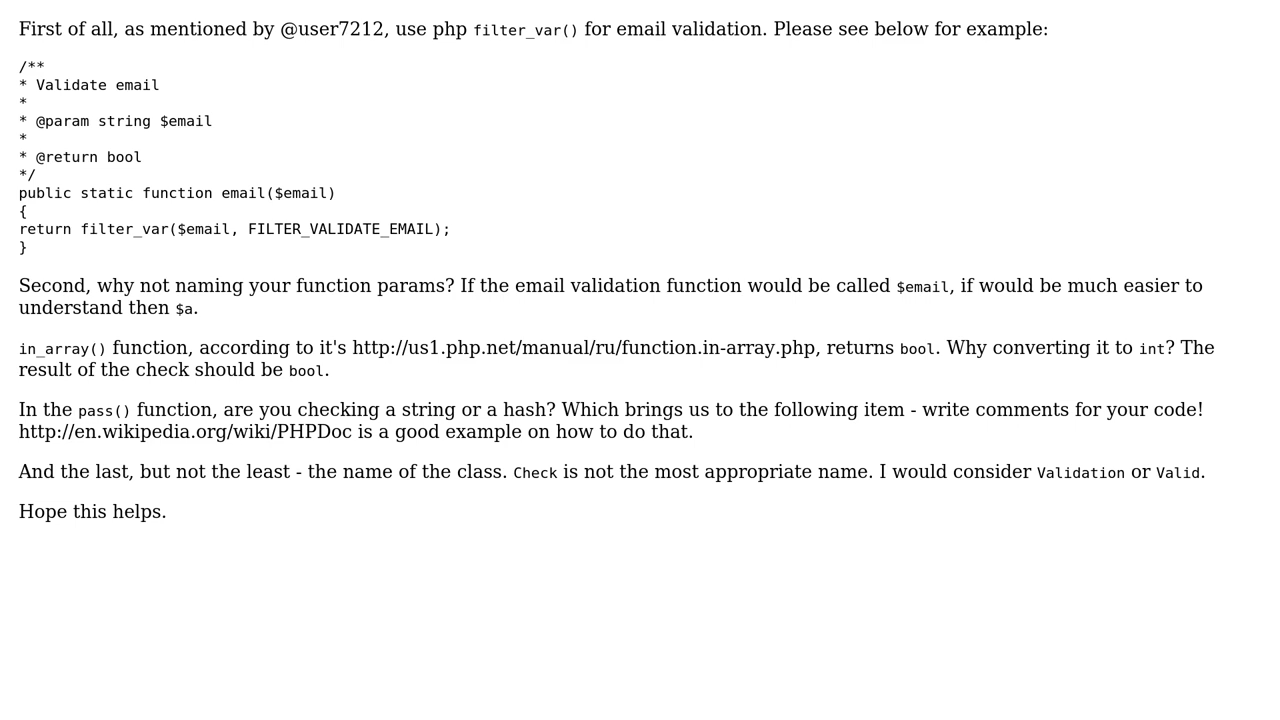 First of all, as mentioned by @user7212, use php filter_var() for email validation. Please see below for example:
/**
* Validate email
*
* @param string $email
*
* @return bool
*/
public static function email($email)
{
return filter_var($email, FILTER_VALIDATE_EMAIL);
}
Second, why not naming your function params? If the email validation function would be called $email, if would be much easier to
understand then $a.
in_array() function, according to it's http://us1.php.net/manual/ru/function.in-array.php, returns bool. Why converting it to int? The
result of the check should be bool.
In the pass() function, are you checking a string or a hash? Which brings us to the following item - write comments for your code!
http://en.wikipedia.org/wiki/PHPDoc is a good example on how to do that.
And the last, but not the least - the name of the class. Check is not the most appropriate name. I would consider Validation or Valid.
Hope this helps.